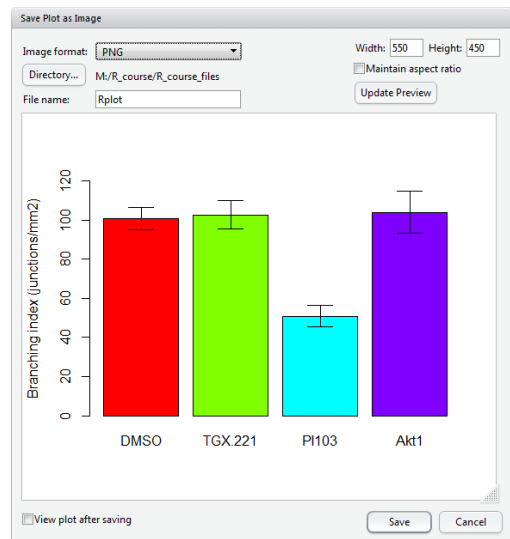 Save Plot as Image
Image format: PNG
Width: 550 Height: 450
Directory... M:/R_course/R_course_files
Maintain aspect ratio
File name: Rplot
Update Preview
Branching index (junctions/mm2)
120
100
80
60
40
20
0
DMSO TGX.221 PI103 Akt1
View plot after saving
Save Cancel